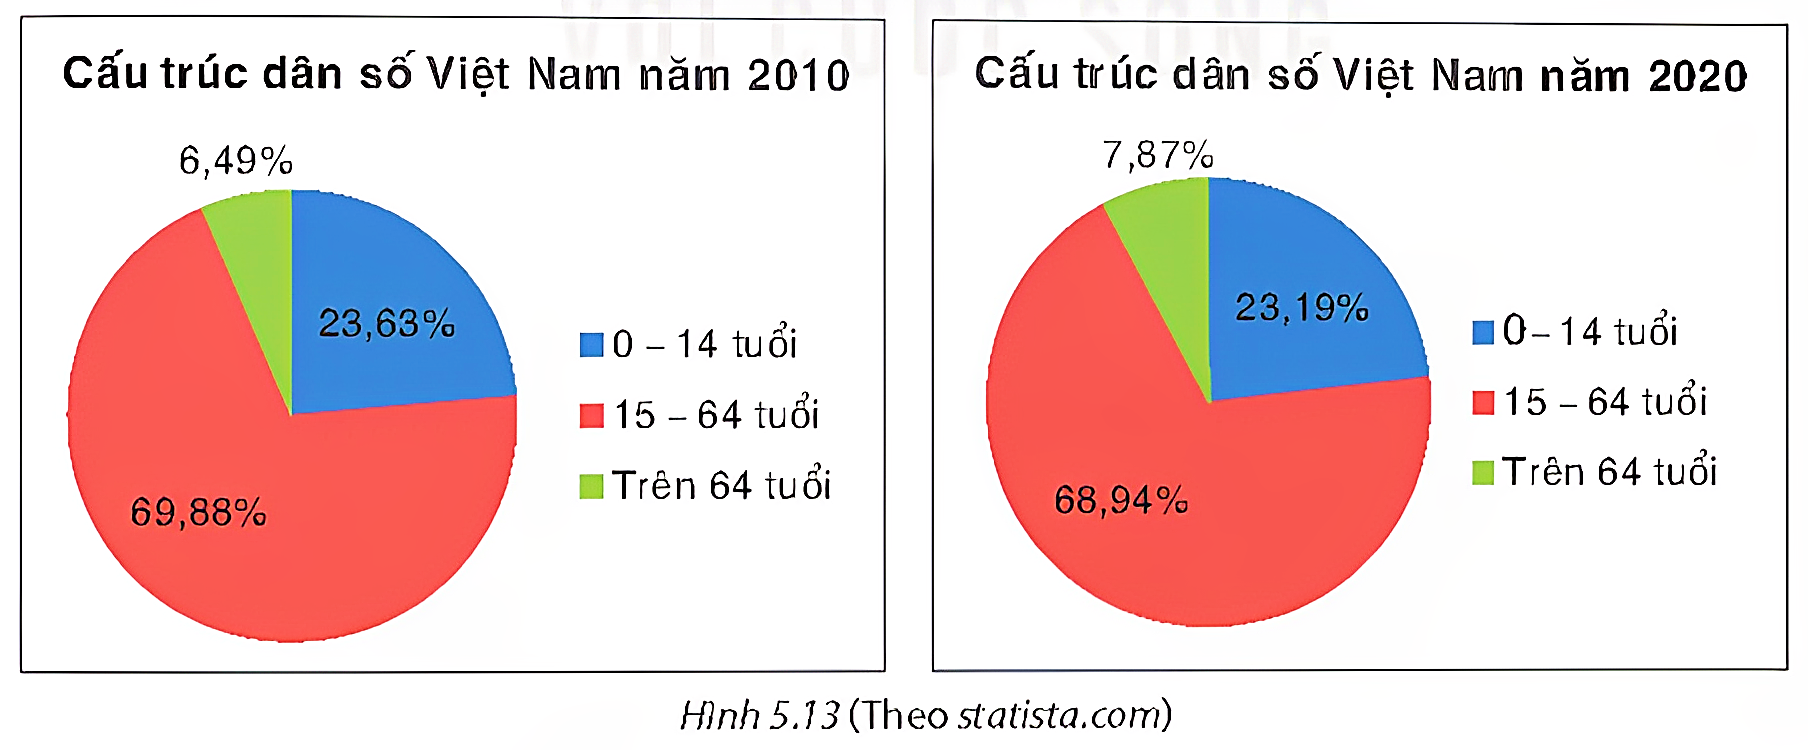 Cấu trúc dân số Việt Nam năm 2010
6,49%
23,63%
69,88%
0 – 14 tuổi
15 – 64 tuổi
Trên 64 tuổi
Cấu trúc dân số Việt Nam năm 2020
7,87%
23,19%
68,94%
0– 14 tuổi
15 – 64 tuổi
Trên 64 tuổi
Hình 5.13 (Theo statista.com)